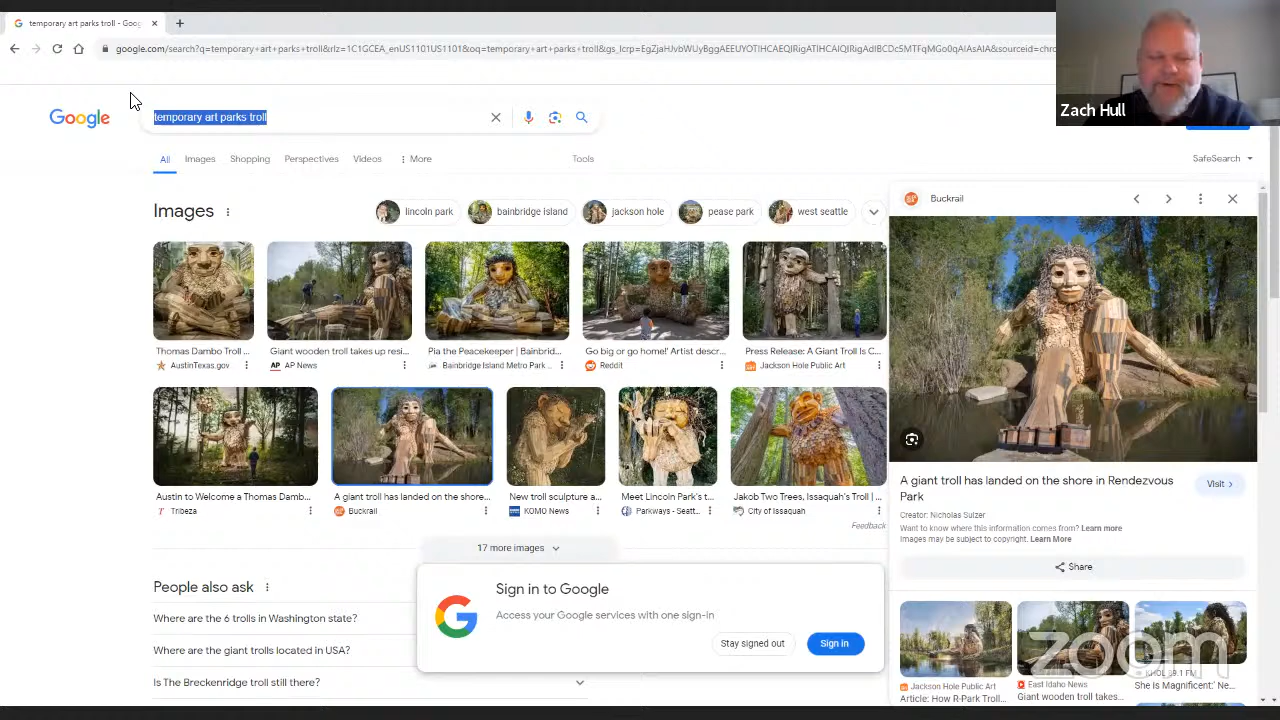 temporary art parks troll - Goog
google.com/search?q=temporary+art+parks+troll&rlz=1C1GCEA_enUS1101US1101&oq=temporary+art+parks+troll
Zach Hull
Google
temporary art parks troll
All
Images
Shopping
Perspectives
Videos
More
Tools
SafeSearch
Images
lincoln park
bainbridge island
jackson hole
pease park
west seattle
Buckrail
Thomas Dambo Troll ...
Giant wooden troll takes up resi...
Pia the Peacekeeper | Bainbrid...
Go big or go home!' Artist descr...
Press Release: A Giant Troll Is C...
AustinTexas.gov
AP AP News
Bainbridge Island Metro Park ...
Reddit
Jackson Hole Public Art
Austin to Welcome a Thomas Damb...
A giant troll has landed on the shore...
New troll sculpture a...
Meet Lincoln Park's t...
Jakob Two Trees, Issaquah's Troll | ...
T Tribeza
Buckrail
KOMO News
Parkways - Seatt...
City of Issaquah
Feedback
17 more images
A giant troll has landed on the shore in Rendezvous
Park
Visit
Creator: Nicholas Sulzer
Want to know where this information comes from? Learn more
Images may be subject to copyright. Learn More
Share
People also ask
Where are the 6 trolls in Washington state?
Where are the giant trolls located in USA?
Is The Breckenridge troll still there?
Sign in to Google
Access your Google services with one sign-in
Stay signed out
Sign in
Jackson Hole Public Art
Article: How R-Park Troll...
East Idaho News
Giant wooden troll takes...
KHOL 89.1 FM
She Is Magnificent:' Ne...
zoom